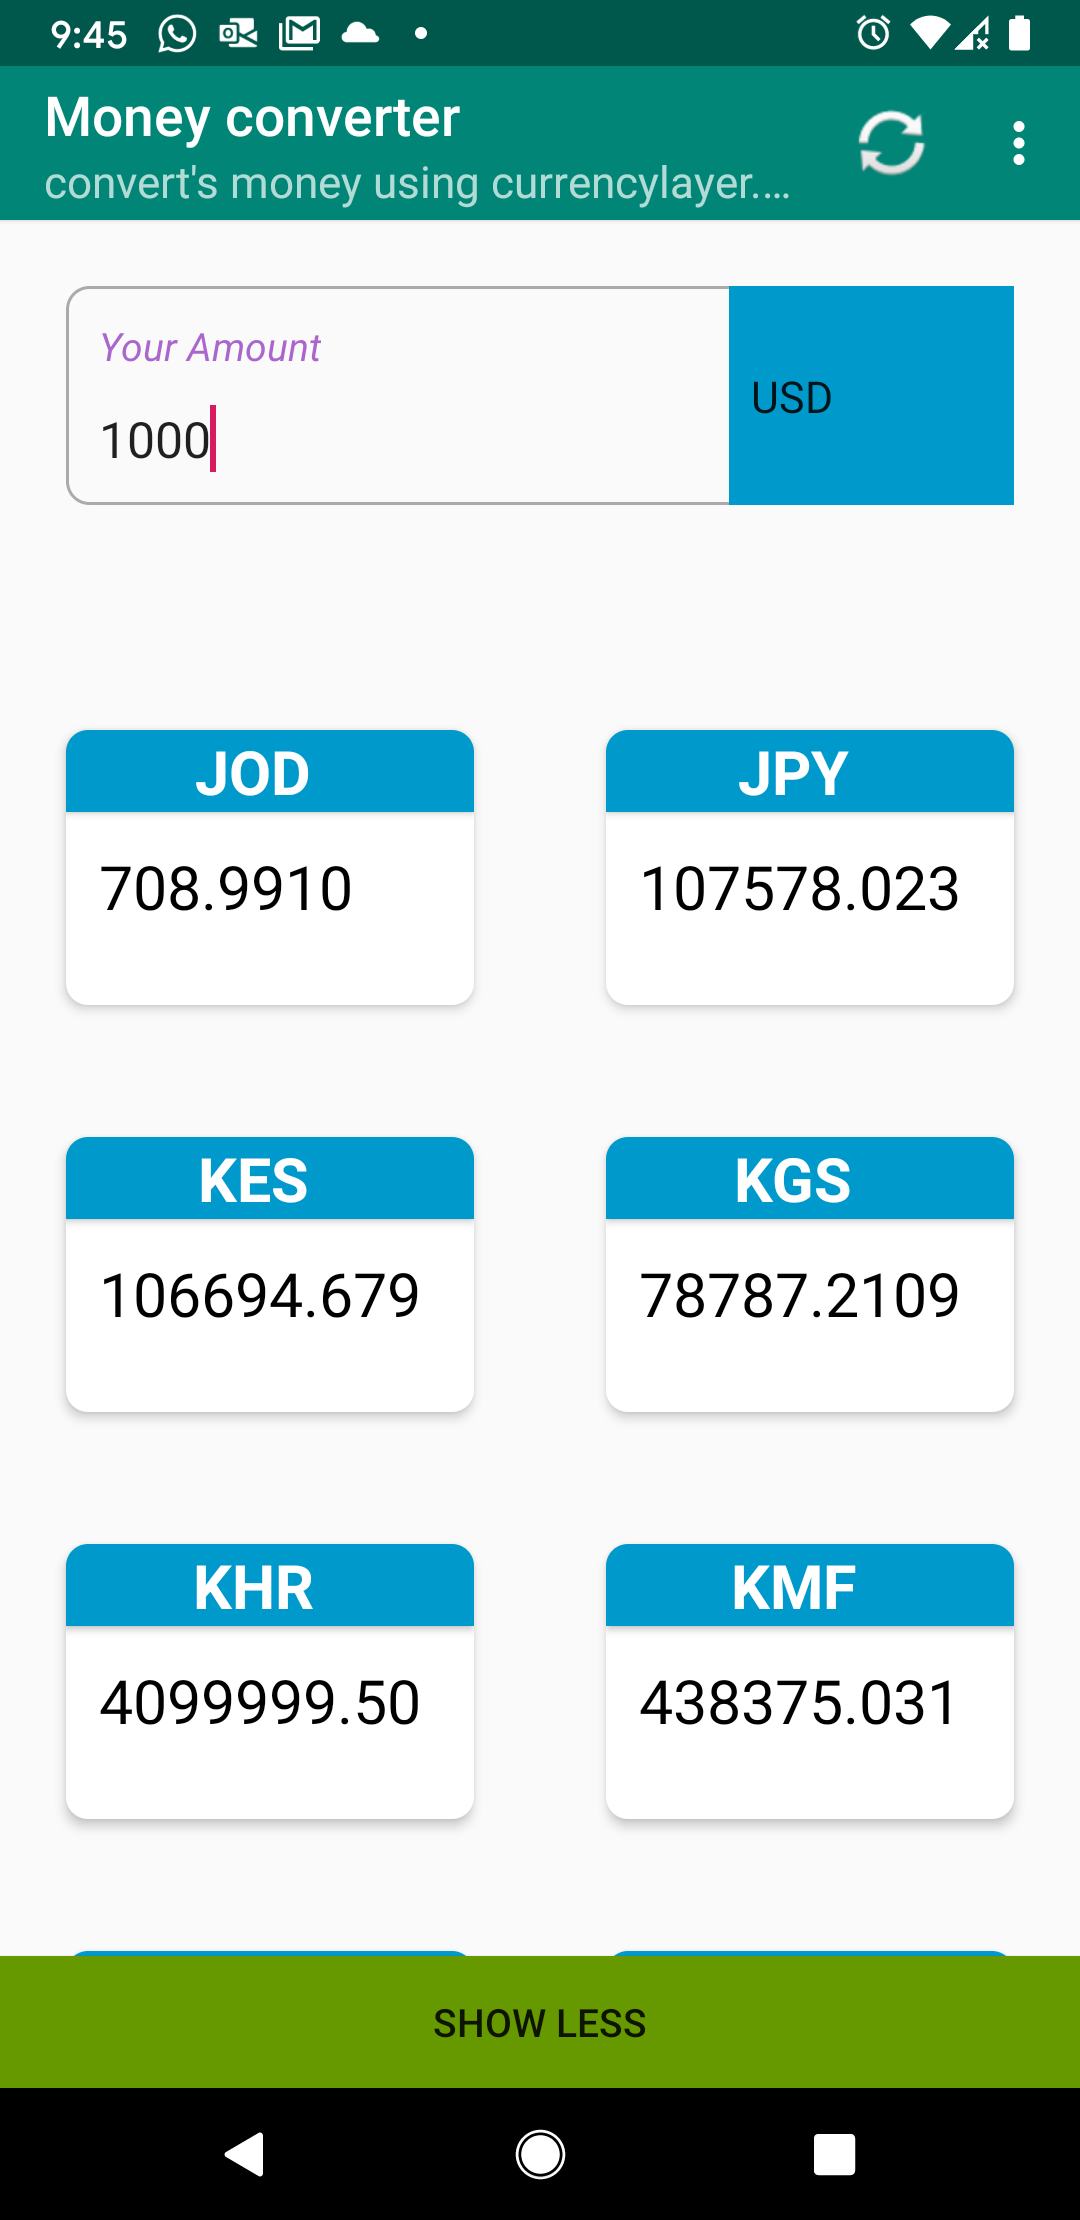 9:45
Money converter
convert's money using currencylayer....
Your Amount
1000
USD
JOD
JPY
708.9910
107578.023
KES
KGS
106694.679
78787.2109
KHR
KMF
4099999.50
438375.031
SHOW LESS